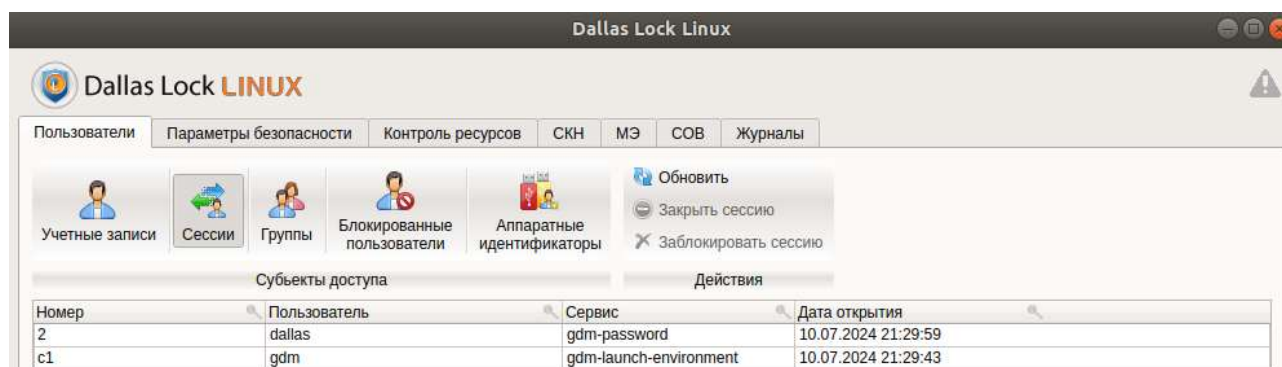 Dallas Lock Linux
Dallas Lock LINUX
Пользователи Параметры безопасности Контроль ресурсов СКН МЭ СОВ Журналы
Учетные записи Сессии Группы Блокированные пользователи Аппаратные идентификаторы
Обновить
Закрыть сессию
Заблокировать сессию
Субъекты доступа Действия
Номер Пользователь Сервис Дата открытия
2 dallas gdm-password 10.07.2024 21:29:59
c1 gdm gdm-launch-environment 10.07.2024 21:29:43